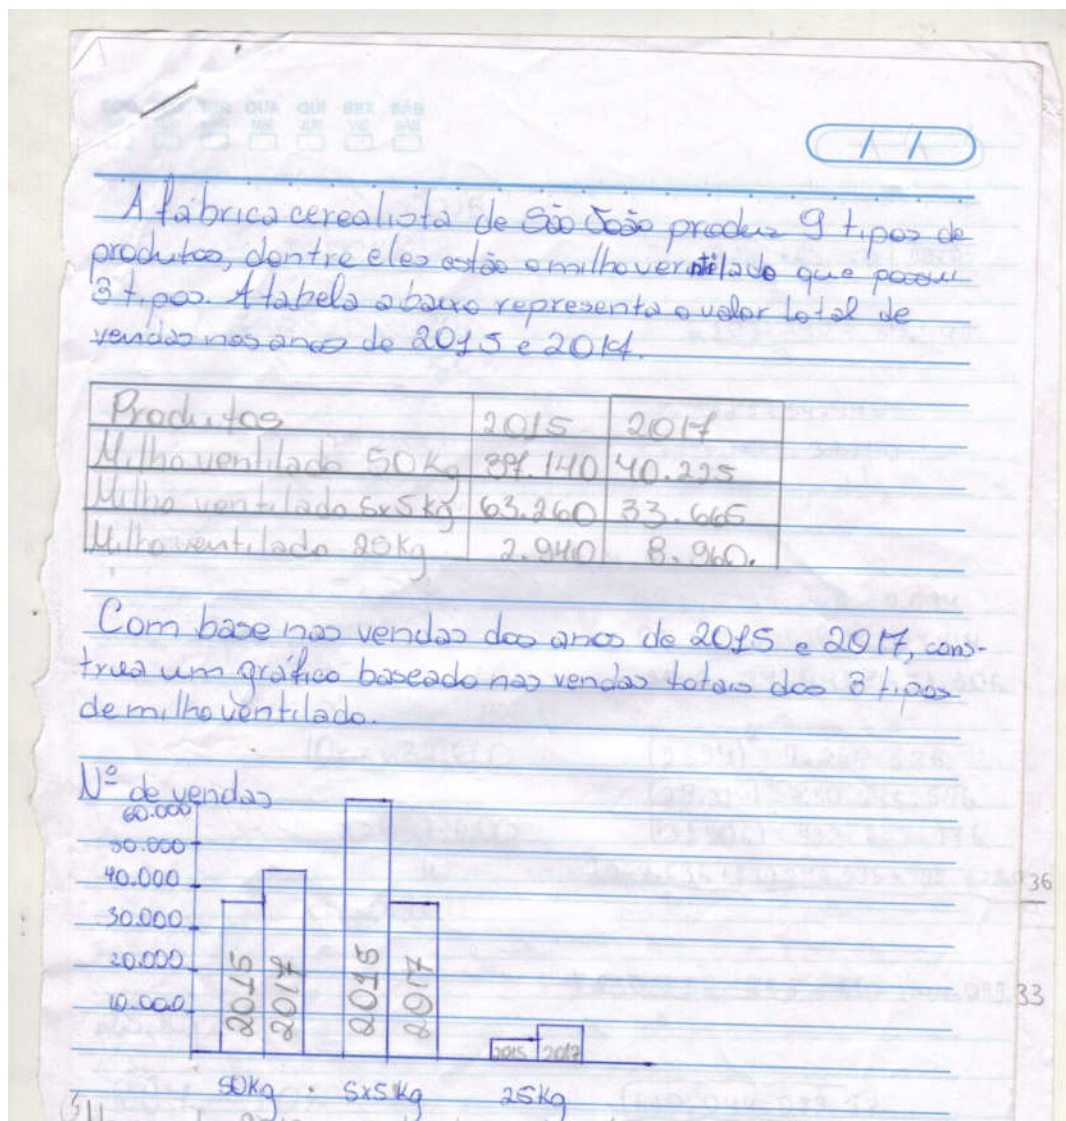 A fábrica cerealista de São João produz 9 tipos de
produtos, dentre eles estão o milho ventilado que possui
3 tipos. A tabela abaixo representa o valor total de
vendas nos anos de 2015 e 2017.
Produtos 2015 2017
Milho ventilado 50Kg 37.140 40.225
Milho ventilado 5x5kg 63.260 33.665
Milho ventilado 25kg 2.940 8.960.
Com base nas vendas dos anos de 2015 e 2017, cons-
trua um gráfico baseado nas vendas totais dos 3 tipos
de milho ventilado.
Nº de vendas
60.000
50.000
40.000
36
30.000
20.000
10.000
33
2015 2017 2015 2017 2015 2017
50Kg 5x5Kg 25Kg